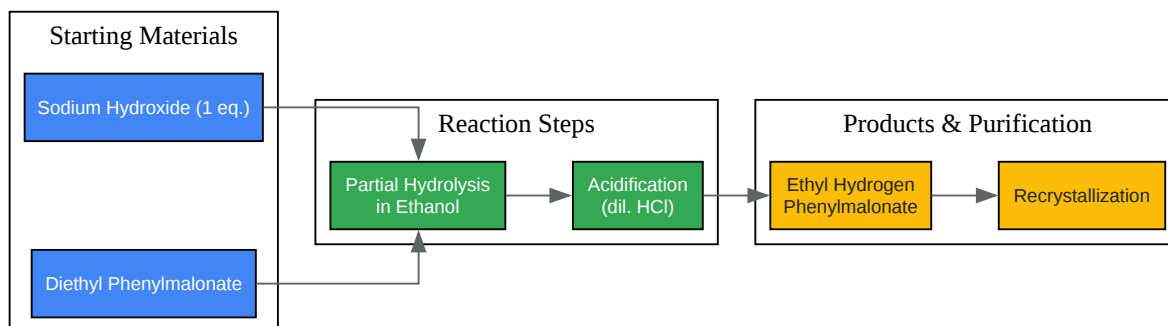 Starting Materials
Sodium Hydroxide (1 eq.)
Diethyl Phenylmalonate
Reaction Steps
Partial Hydrolysis
in Ethanol
Acidification
(dil. HCl)
Products & Purification
Ethyl Hydrogen
Phenylmalonate
Recrystallization